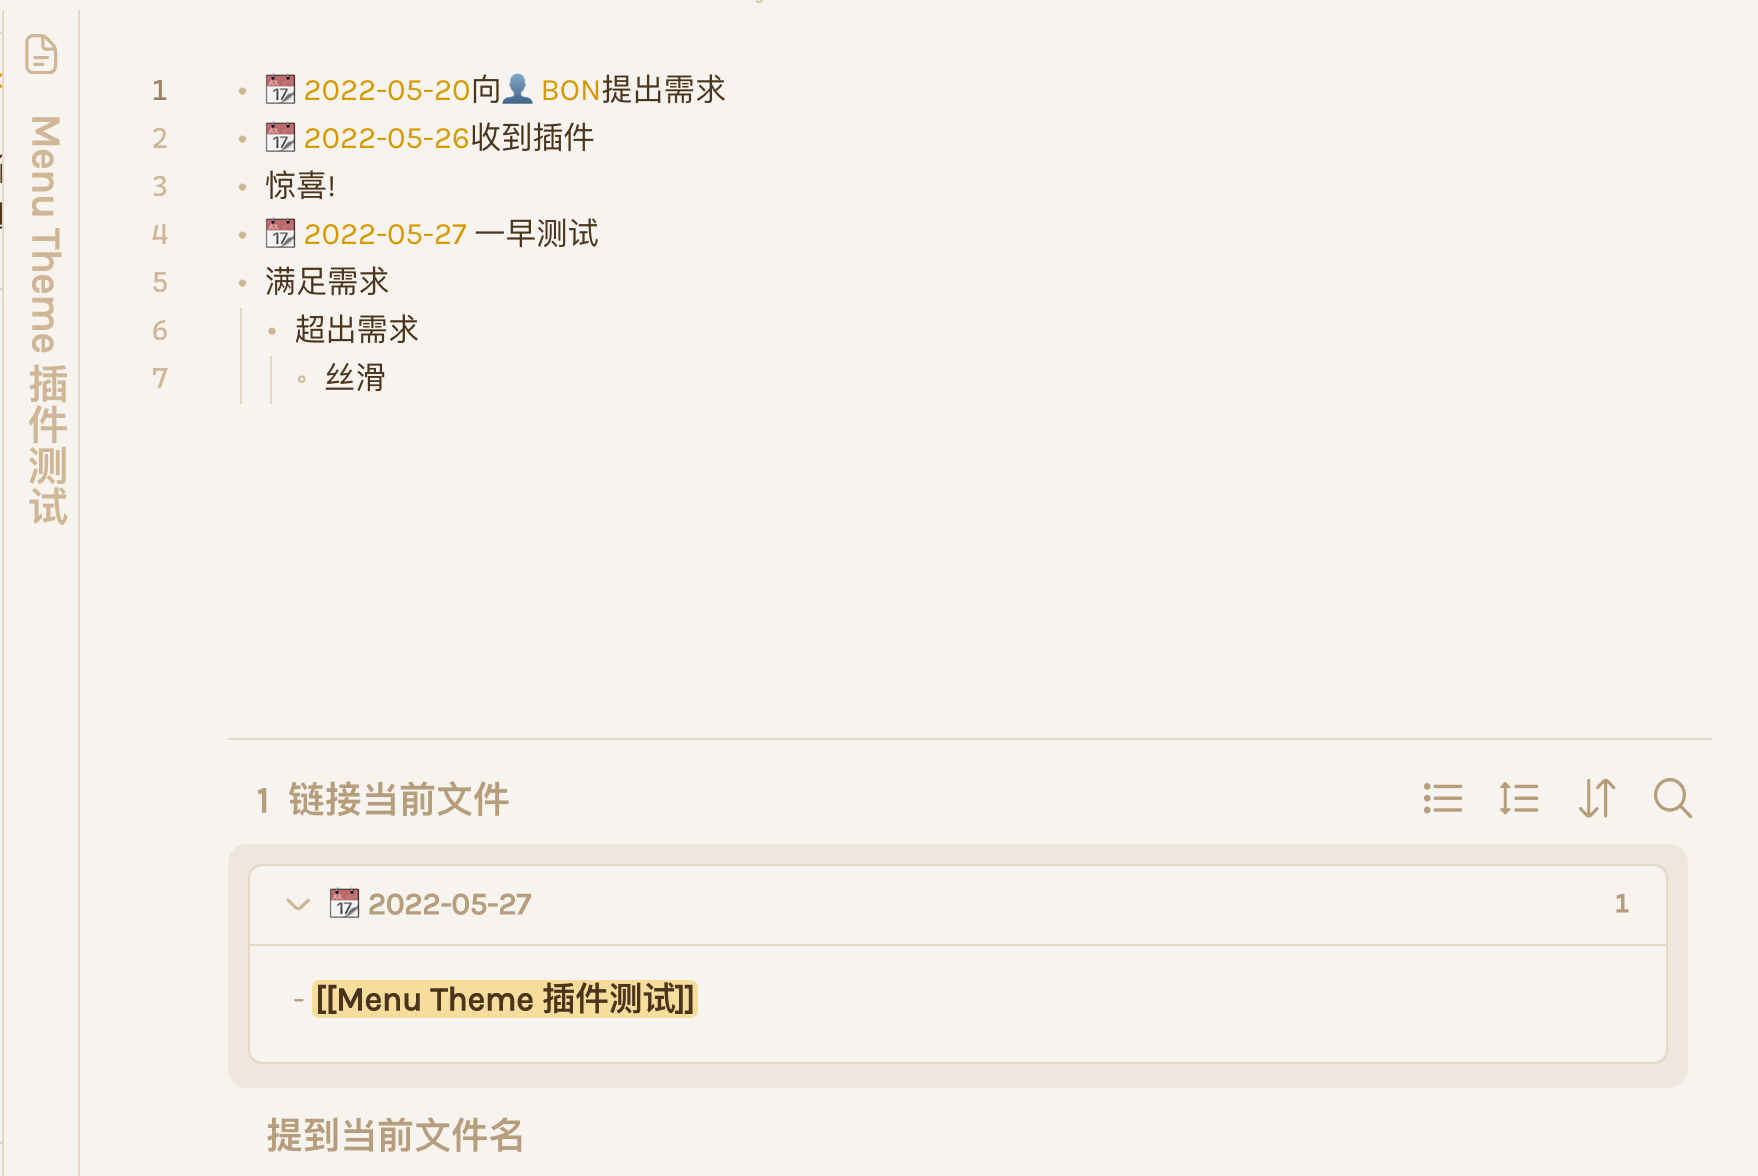 Menu Theme 插件测试
1 • 📆 2022-05-20向👤 BON提出需求
2 • 📆 2022-05-26收到插件
3 • 惊喜!
4 • 📆 2022-05-27 一早测试
5 • 满足需求
6 • 超出需求
7 ◦ 丝滑
1 链接当前文件
📆 2022-05-27 1
- [[Menu Theme 插件测试]]
提到当前文件名